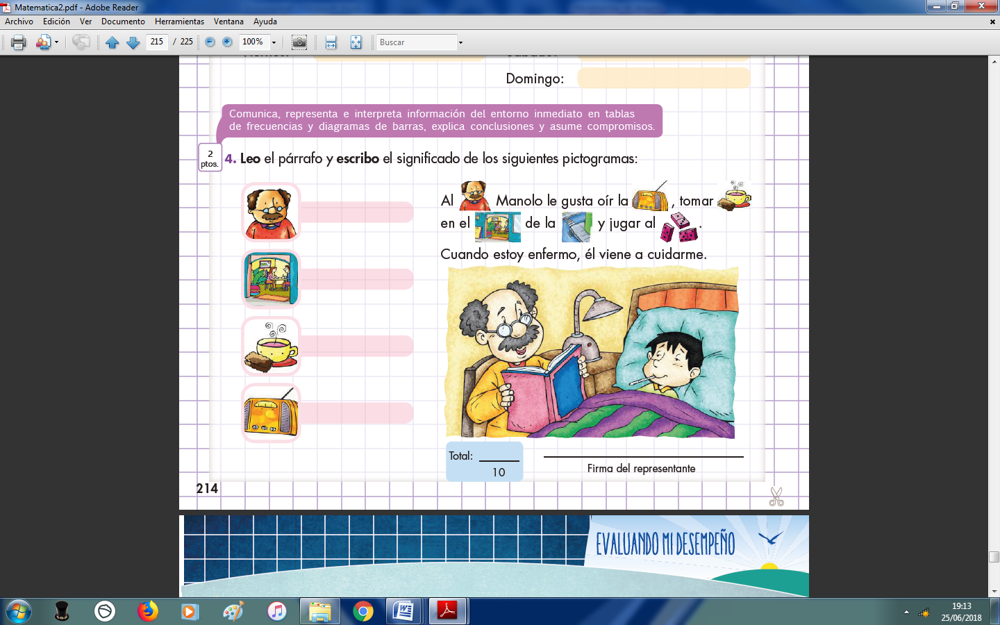 Matematica2.pdf - Adobe Reader
Archivo Edición Ver Documento Herramientas Ventana Ayuda
215 / 225 100% Buscar
Domingo:
Comunica, representa e interpreta información del entorno inmediato en tablas
de frecuencias y diagramas de barras, explica conclusiones y asume compromisos.
2
ptos.
4. Leo el párrafo y escribo el significado de los siguientes pictogramas:
Al Manolo le gusta oír la , tomar
en el de la y jugar al .
Cuando estoy enfermo, él viene a cuidarme.
Total:
10
Firma del representante
214
EVALUANDO MI DESEMPEÑO
19:13
25/06/2018